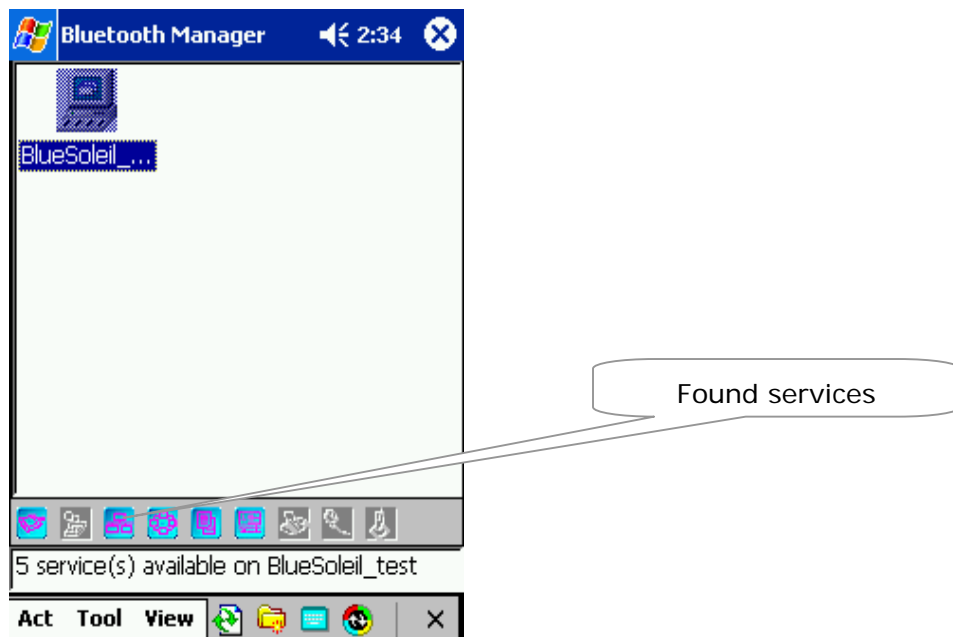 Bluetooth Manager 2:34
BlueSoleil_...
Found services
5 service(s) available on BlueSoleil_test
Act Tool View